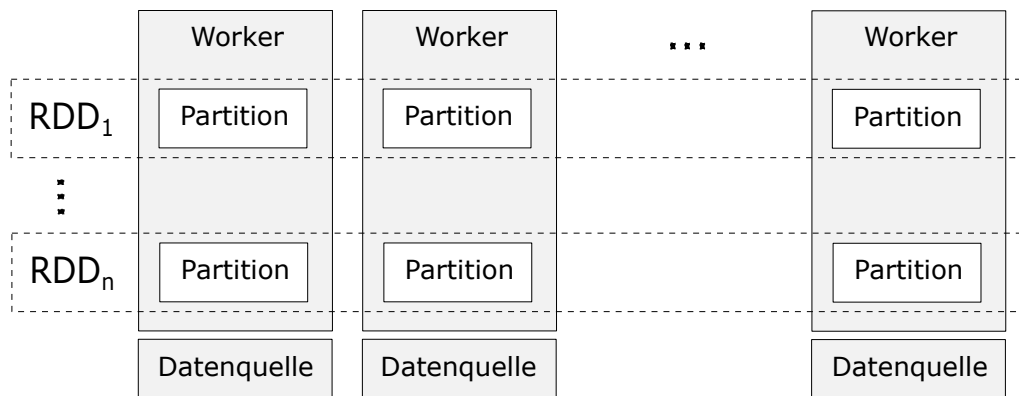 Worker Worker ... Worker
RDD₁ Partition Partition Partition
RDDₙ Partition Partition Partition
Datenquelle Datenquelle Datenquelle